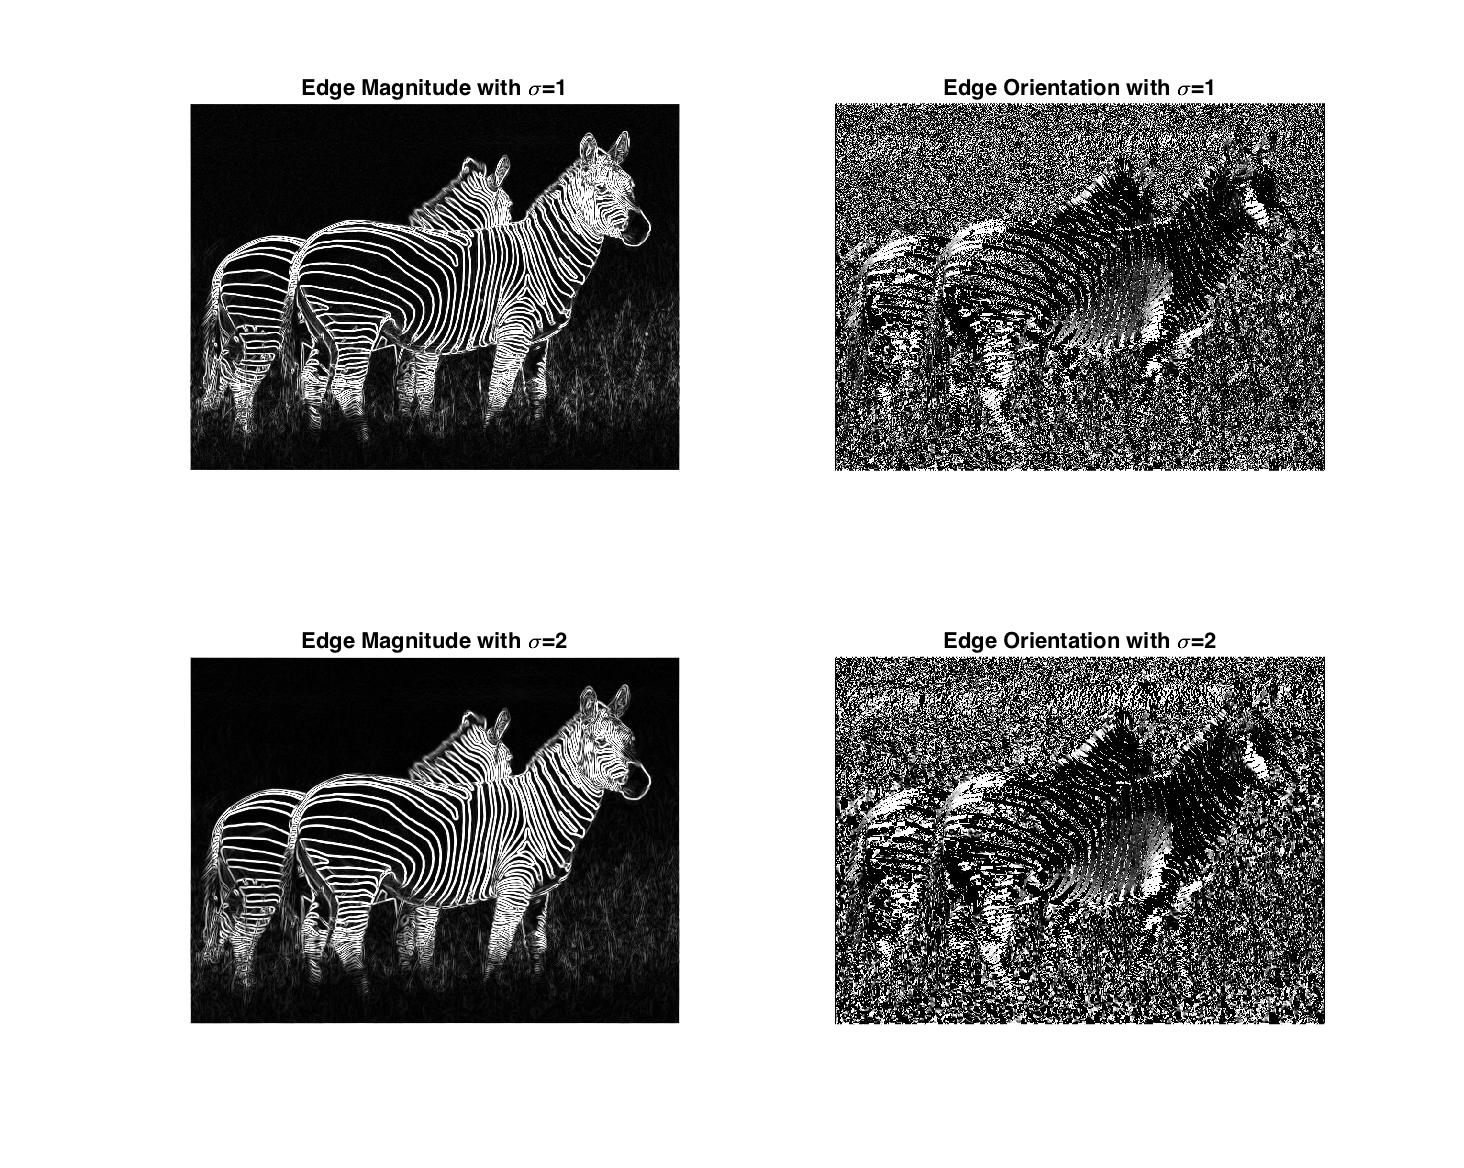 Edge Magnitude with σ=1
Edge Orientation with σ=1
Edge Magnitude with σ=2
Edge Orientation with σ=2